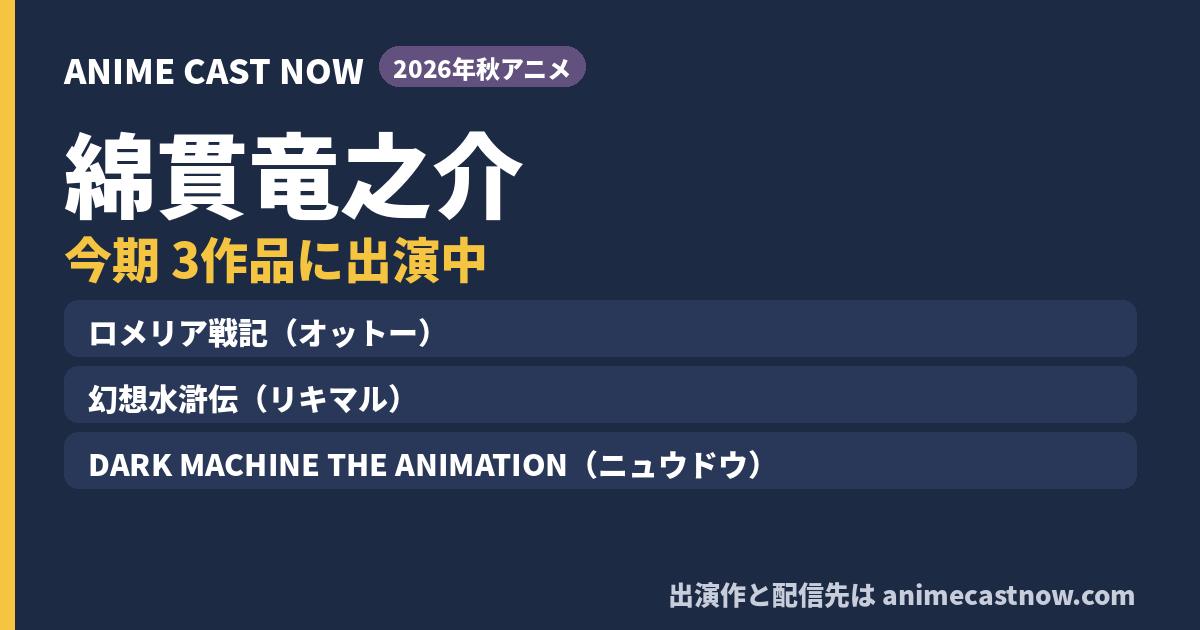 ANIME CAST NOW 2026年秋アニメ
綿貫竜之介
今期 3作品に出演中
ロメリア戦記（オットー）
幻想水滸伝（リキマル）
DARK MACHINE THE ANIMATION（ニュウドウ）
出演作と配信先は animecastnow.com